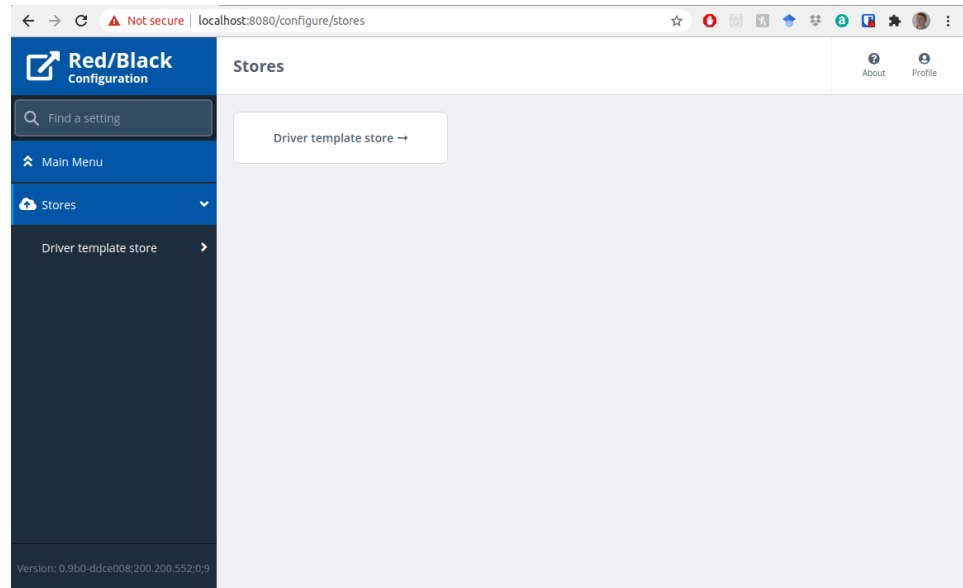 Not secure
localhost:8080/configure/stores
Red/Black
Configuration
Stores
About
Profile
Find a setting
Driver template store →
Main Menu
Stores
Driver template store
Version: 0.9b0-ddce008;200.200.552;0;9